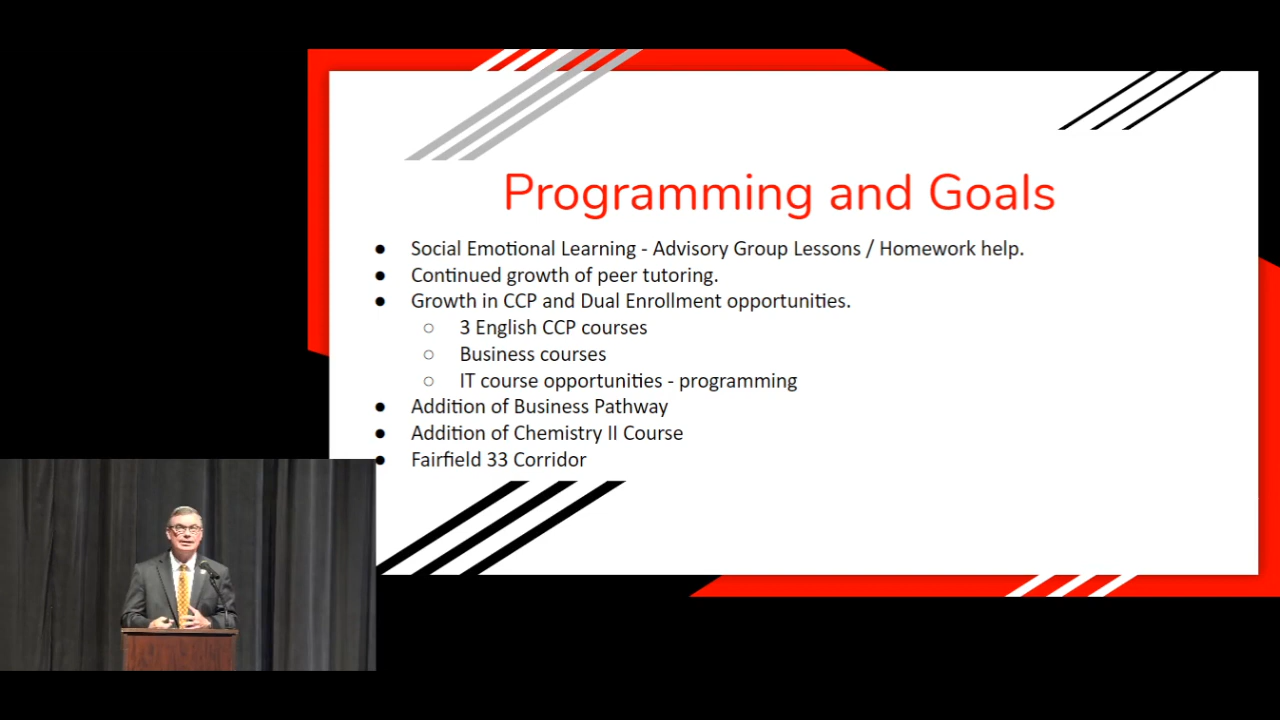 Programming and Goals
● Social Emotional Learning - Advisory Group Lessons / Homework help.
● Continued growth of peer tutoring.
● Growth in CCP and Dual Enrollment opportunities.
○ 3 English CCP courses
○ Business courses
○ IT course opportunities - programming
● Addition of Business Pathway
● Addition of Chemistry II Course
● Fairfield 33 Corridor